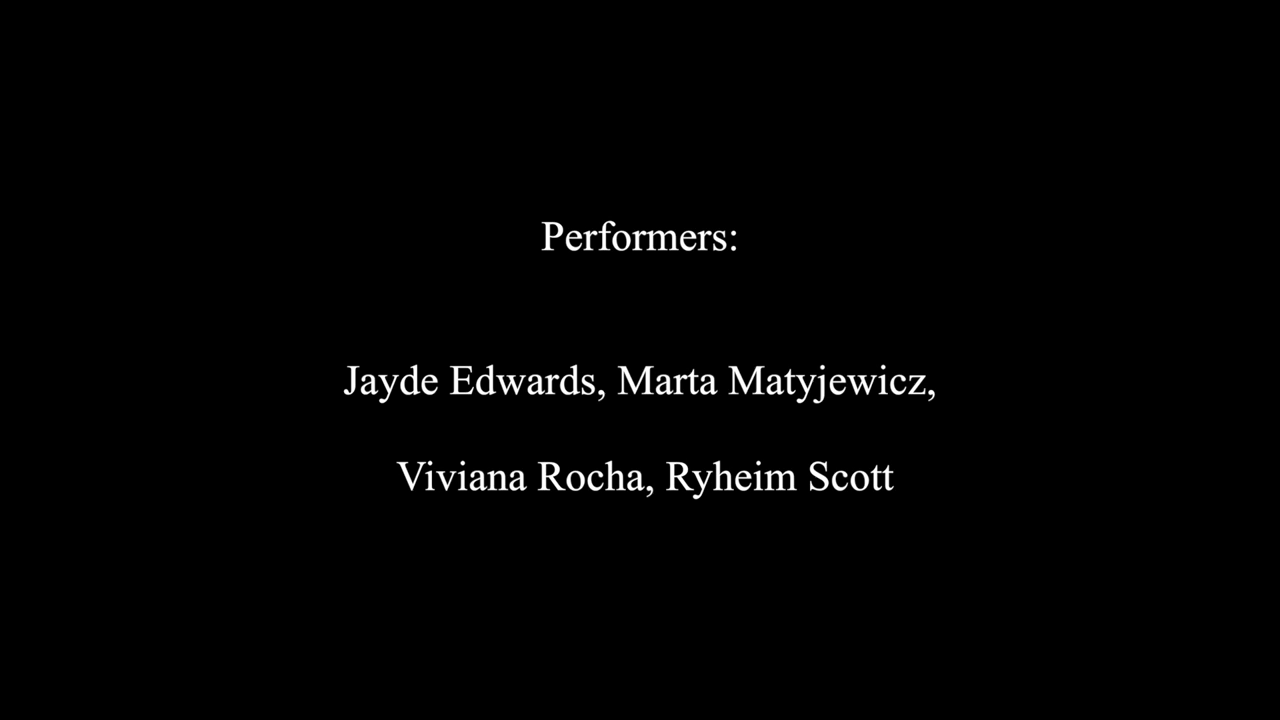 Performers:
Jayde Edwards, Marta Matyjewicz,
Viviana Rocha, Ryheim Scott